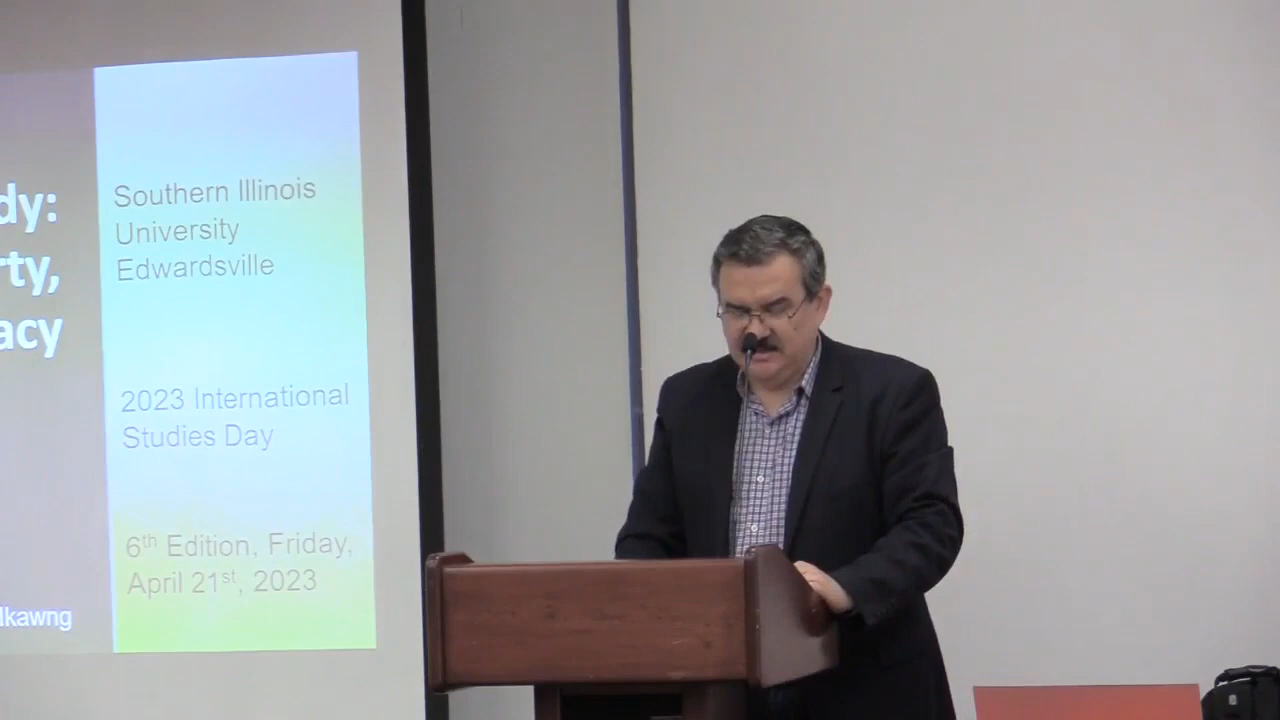 dy:
rty,
acy
lkawng
Southern Illinois
University
Edwardsville
2023 International
Studies Day
6th Edition, Friday,
April 21st, 2023